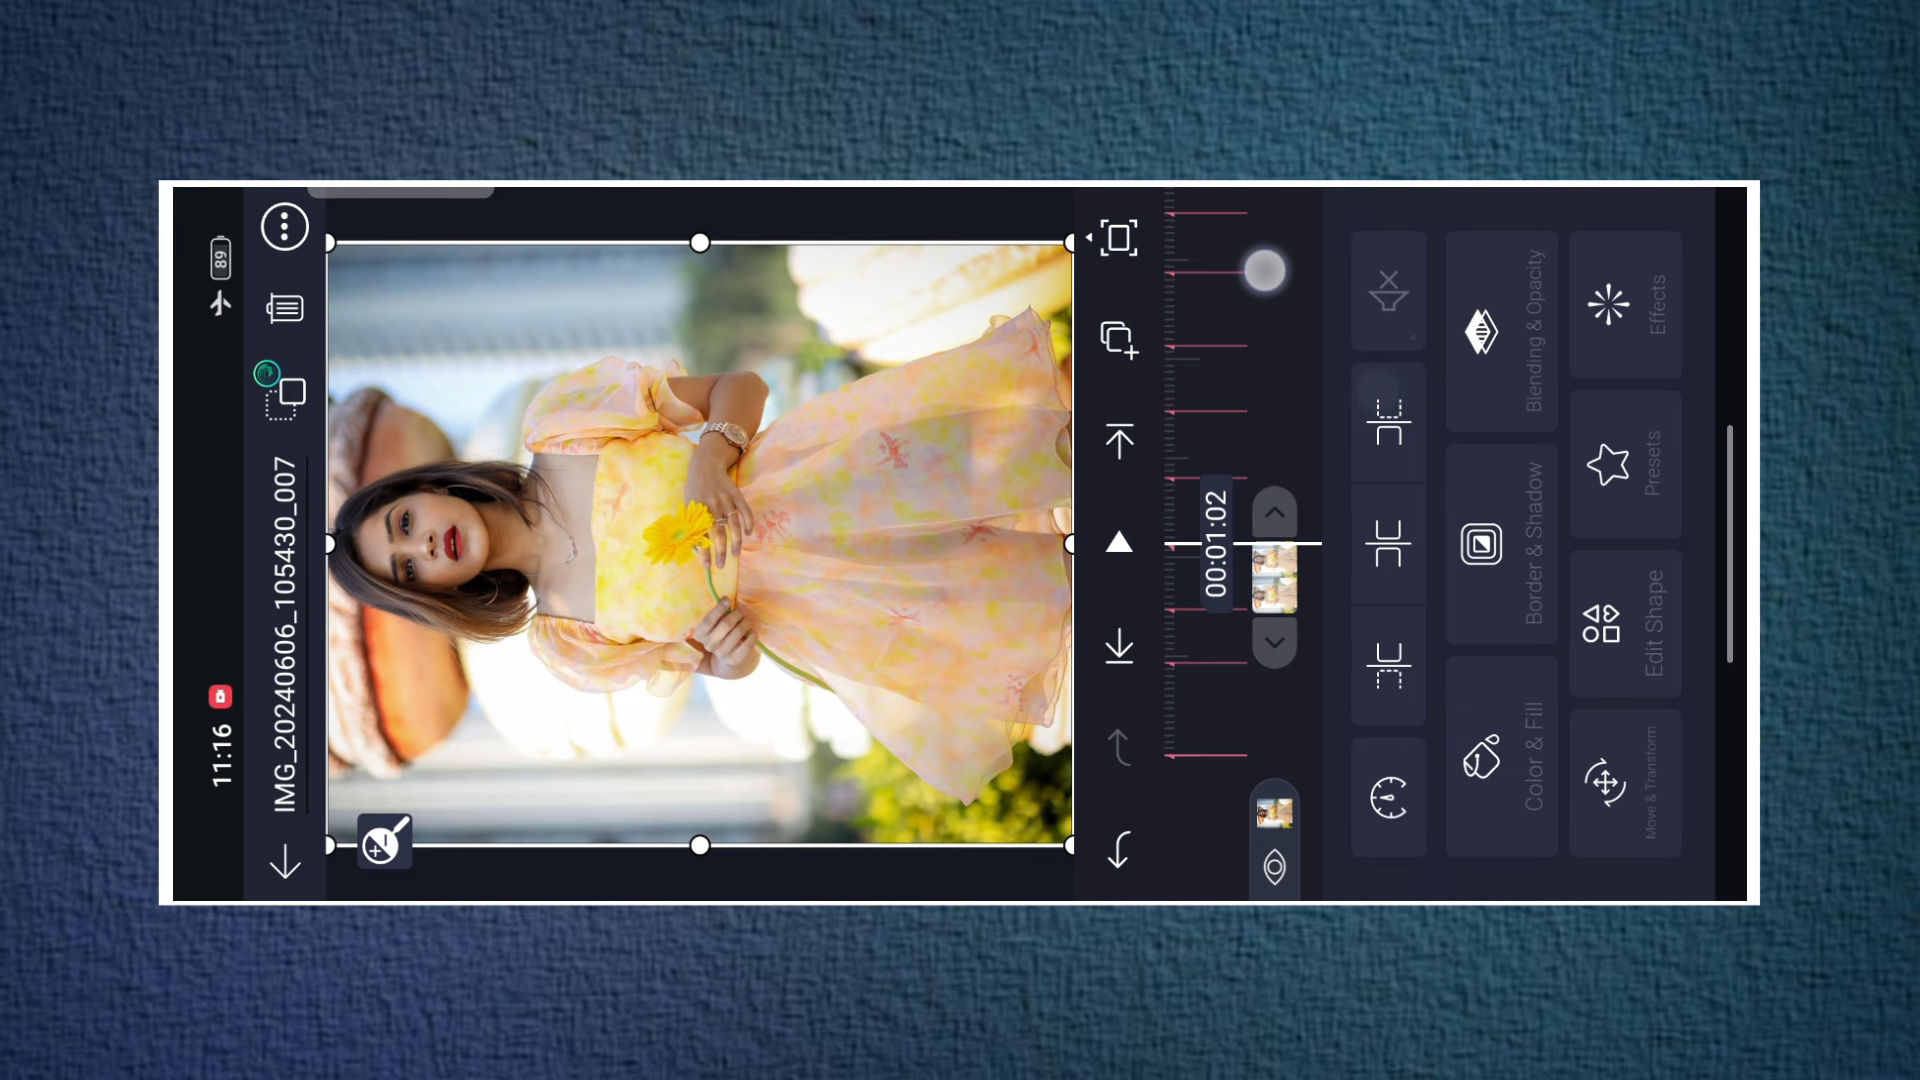 11:16
89
IMG_20240606_105430_007
00:01:02
Color & Fill
Border & Shadow
Blending & Opacity
Move & Transform
Edit Shape
Presets
Effects